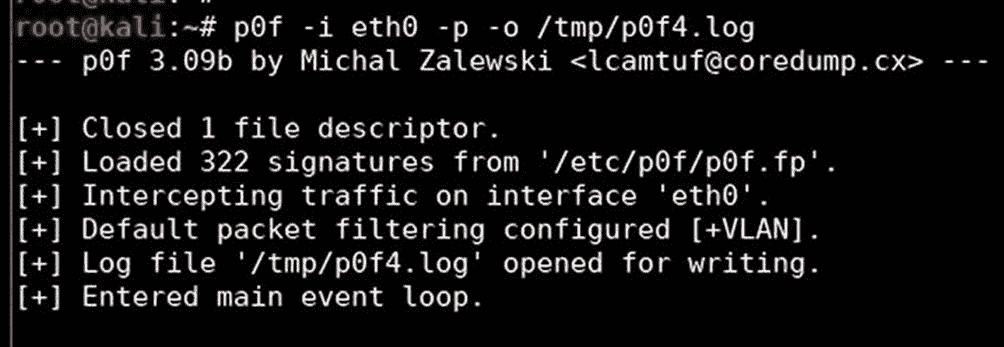 root@kali:~# p0f -i eth0 -p -o /tmp/p0f4.log
--- p0f 3.09b by Michal Zalewski <lcamtuf@coredump.cx> ---
[+] Closed 1 file descriptor.
[+] Loaded 322 signatures from '/etc/p0f/p0f.fp'.
[+] Intercepting traffic on interface 'eth0'.
[+] Default packet filtering configured [+VLAN].
[+] Log file '/tmp/p0f4.log' opened for writing.
[+] Entered main event loop.